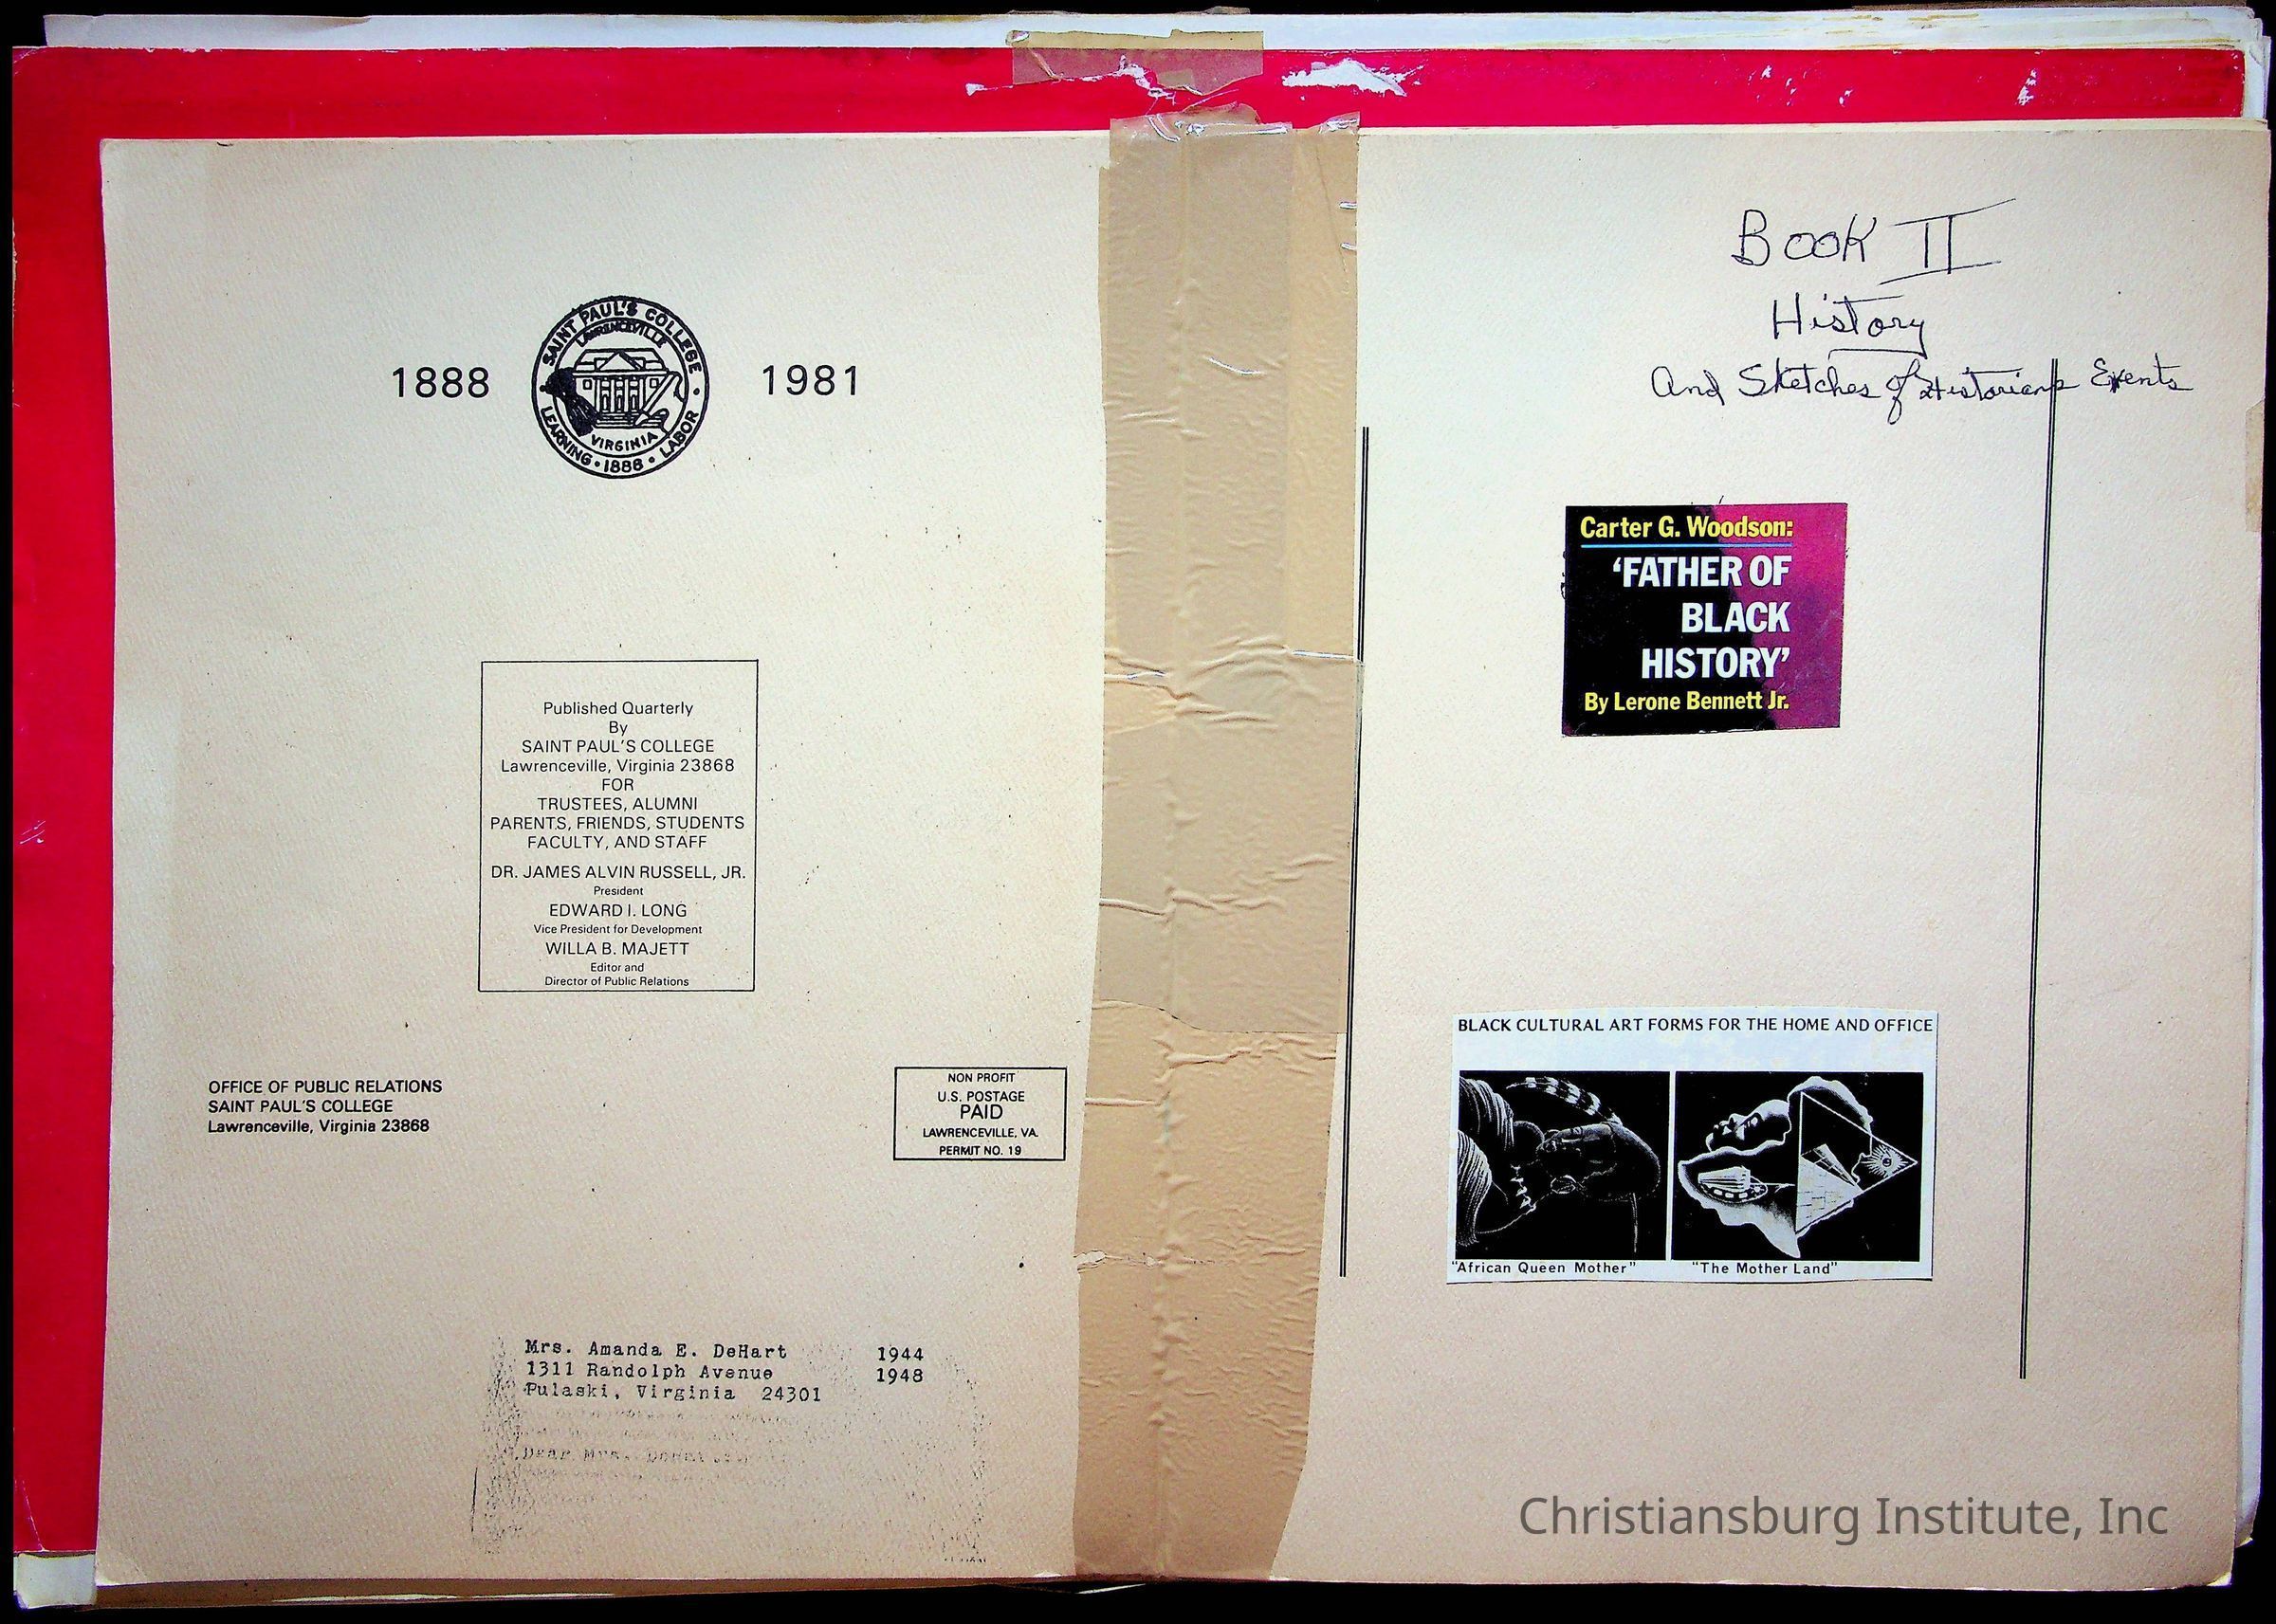 1888
SAINT PAUL'S COLLEGE
LAWRENCEVILLE
VIRGINIA
LEARNING • 1888 • LABOR
1981
Published Quarterly
By
SAINT PAUL'S COLLEGE
Lawrenceville, Virginia 23868
FOR
TRUSTEES, ALUMNI
PARENTS, FRIENDS, STUDENTS
FACULTY, AND STAFF
DR. JAMES ALVIN RUSSELL, JR.
President
EDWARD I. LONG
Vice President for Development
WILLA B. MAJETT
Editor and
Director of Public Relations
OFFICE OF PUBLIC RELATIONS
SAINT PAUL'S COLLEGE
Lawrenceville, Virginia 23868
NON PROFIT
U.S. POSTAGE
PAID
LAWRENCEVILLE, VA.
PERMIT NO. 19
Mrs. Amanda E. DeHart 1944
1311 Randolph Avenue 1948
Pulaski, Virginia 24301
Dear Mrs.
Book II
History
And Sketches of Historians Events
Carter G. Woodson:
'FATHER OF
BLACK
HISTORY'
By Lerone Bennett Jr.
BLACK CULTURAL ART FORMS FOR THE HOME AND OFFICE
"African Queen Mother" "The Mother Land"
Christiansburg Institute, Inc